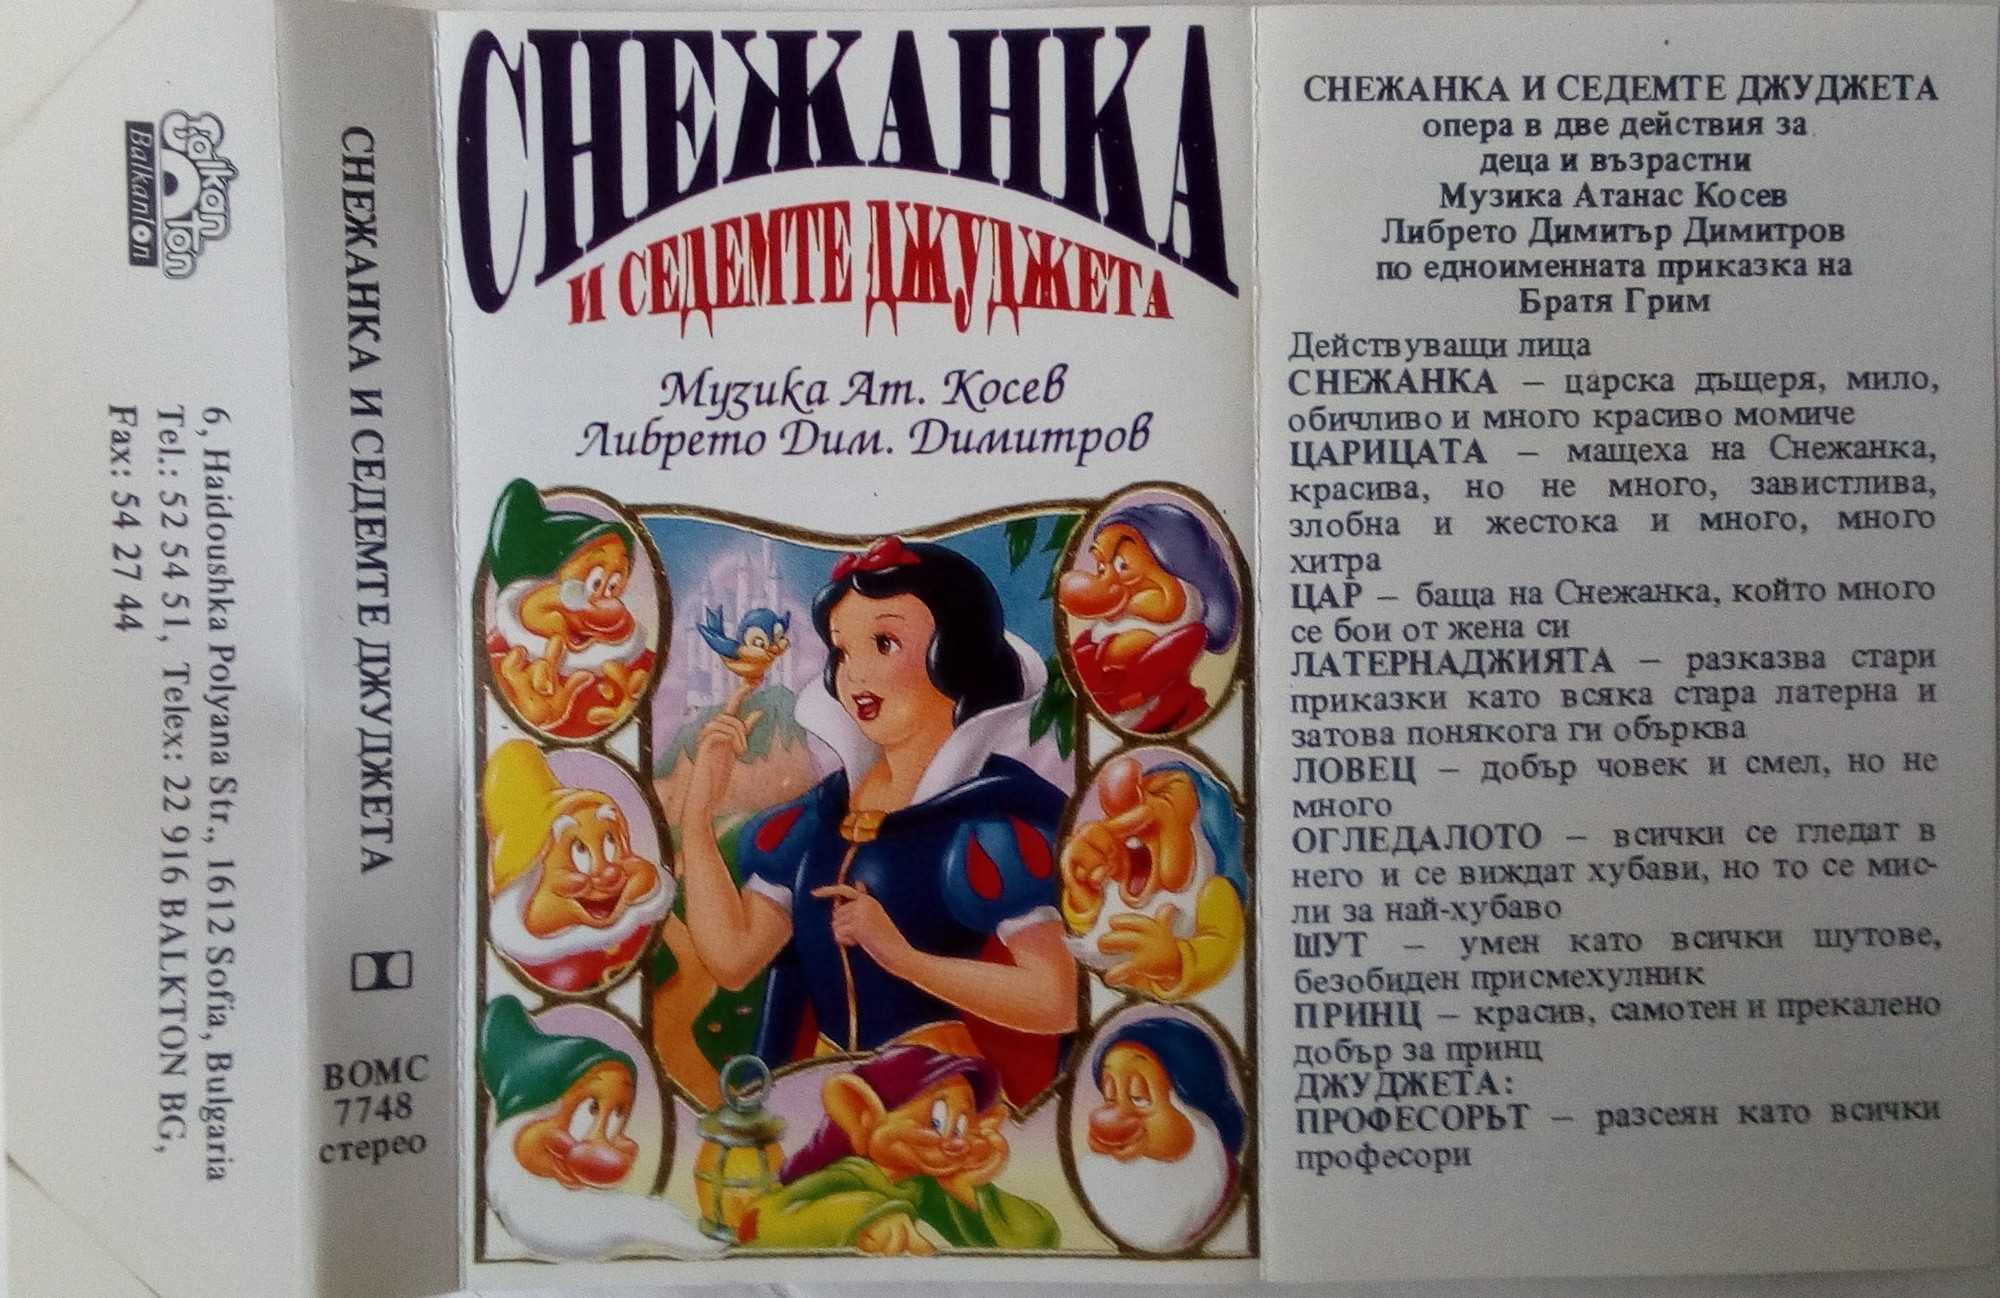 Balkan
ton
Balkanton
6, Haidoushka Polyana Str., 1612 Sofia, Bulgaria
Tel.: 52 54 51, Telex: 22 916 BALKTON BG,
Fax: 54 27 44
СНЕЖАНКА И СЕДЕМТЕ ДЖУДЖЕТА
ВОМС
7748
стерео
СНЕЖАНКА
И СЕДЕМТЕ ДЖУДЖЕТА
Музика Ат. Косев
Либрето Дим. Димитров
СНЕЖАНКА И СЕДЕМТЕ ДЖУДЖЕТА
опера в две действия за
деца и възрастни
Музика Атанас Косев
Либрето Димитър Димитров
по едноименната приказка на
Братя Грим
Действуващи лица
СНЕЖАНКА – царска дъщеря, мило,
обичливо и много красиво момиче
ЦАРИЦАТА – мащеха на Снежанка,
красива, но не много, завистлива,
злобна и жестока и много, много
хитра
ЦАР – баща на Снежанка, който много
се бои от жена си
ЛАТЕРНАДЖИЯТА – разказва стари
приказки като всяка стара латерна и
затова понякога ги обърква
ЛОВЕЦ – добър човек и смел, но не
много
ОГЛЕДАЛОТО – всички се гледат в
него и се виждат хубави, но то се мис-
ли за най-хубаво
ШУТ – умен като всички шутове,
безобиден присмехулник
ПРИНЦ – красив, самотен и прекалено
добър за принц
ДЖУДЖЕТА:
ПРОФЕСОРЪТ – разсеян като всички
професори